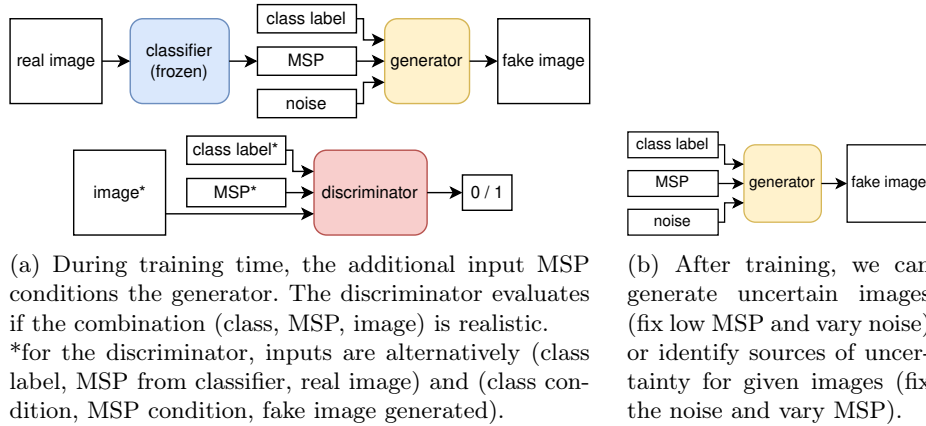 real image
classifier
(frozen)
class label
MSP
noise
generator
fake image
image*
class label*
MSP*
discriminator
0 / 1
(a) During training time, the additional input MSP
conditions the generator. The discriminator evaluates
if the combination (class, MSP, image) is realistic.
*for the discriminator, inputs are alternatively (class
label, MSP from classifier, real image) and (class con-
dition, MSP condition, fake image generated).
class label
MSP
noise
generator
fake image
(b) After training, we can
generate uncertain images
(fix low MSP and vary noise)
or identify sources of uncer-
tainty for given images (fix
the noise and vary MSP).